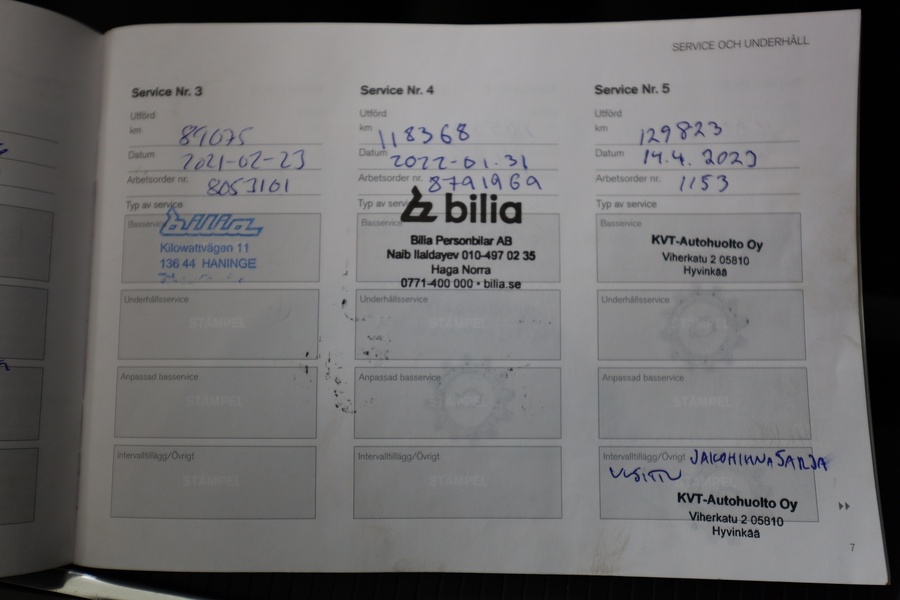 SERVICE OCH UNDERHÅLL
Service Nr. 3
Utförd
km 89075
Datum 2021-02-23
Arbetsorder nr. 8053101
Typ av service
Basservice
bilia
Kilowattvägen 11
136 44 HANINGE
Underhållsservice
STÄMPEL
Anpassad basservice
STÄMPEL
Intervalltillägg/Övrigt
STÄMPEL
Service Nr. 4
Utförd
km 118368
Datum 2022-01.31
Arbetsorder nr. 8791969
Typ av service
bilia
Bilia Personbilar AB
Naib Ilaldayev 010-497 02 35
Haga Norra
0771-400 000 • bilia.se
Underhållsservice
STÄMPEL
Anpassad basservice
STÄMPEL
Intervalltillägg/Övrigt
STÄMPEL
Service Nr. 5
Utförd
km 129823
Datum 14.4. 2023
Arbetsorder nr. 1153
Typ av service
Basservice
KVT-Autohuolto Oy
Viherkatu 2 05810
Hyvinkää
Underhållsservice
STÄMPEL
Anpassad basservice
STÄMPEL
Intervalltillägg/Övrigt JAKOHIHNASARJA
UUSITTU
STÄMPEL
KVT-Autohuolto Oy
Viherkatu 2 05810
Hyvinkää
7